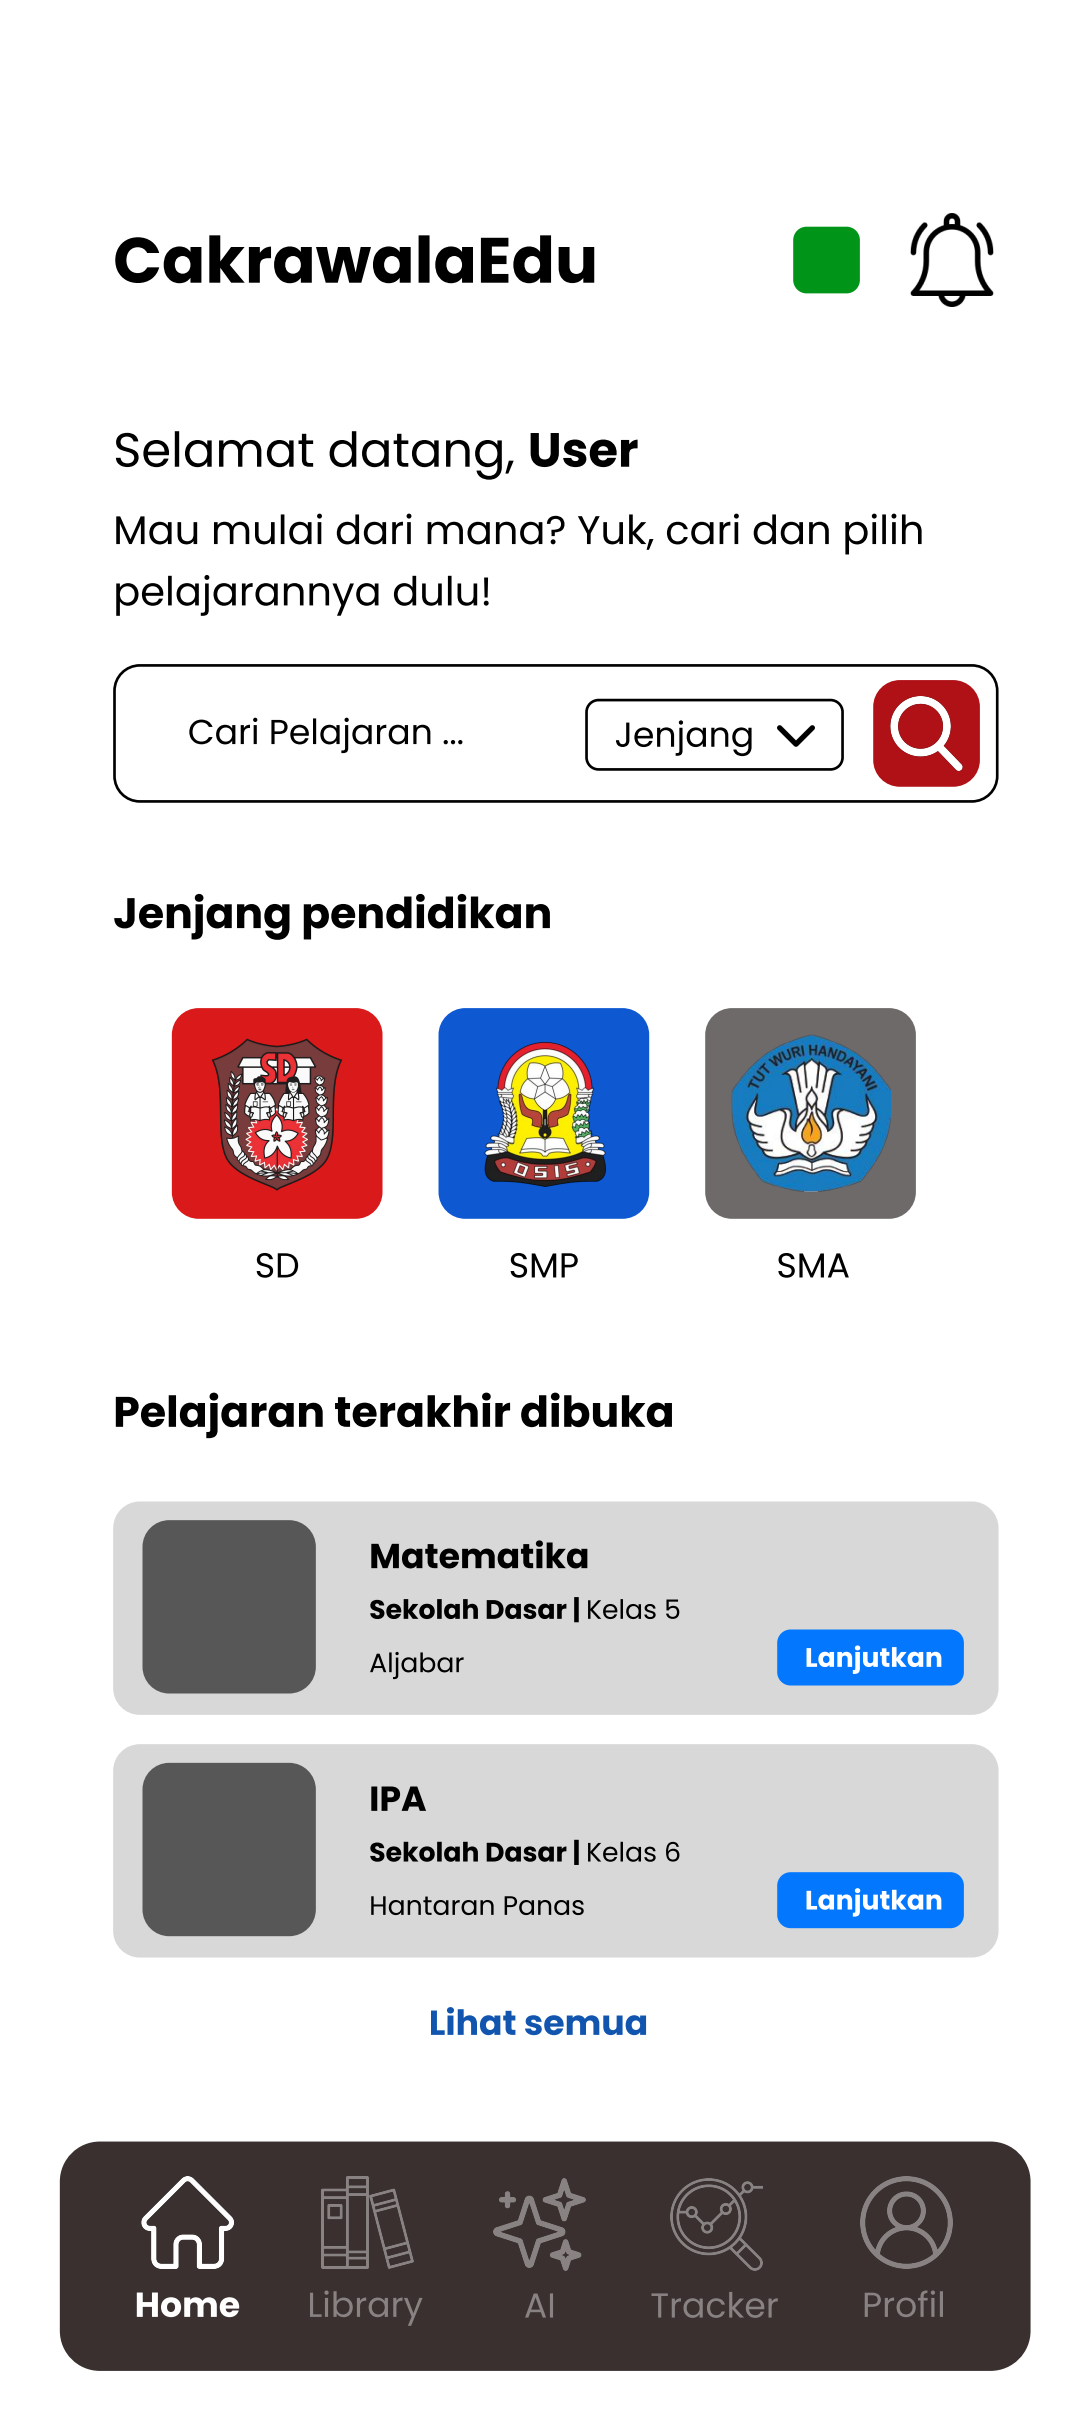 CakrawalaEdu
Selamat datang, User
Mau mulai dari mana? Yuk, cari dan pilih
pelajarannya dulu!
Cari Pelajaran ...
Jenjang
Jenjang pendidikan
SD
OSIS
TUT WURI HANDAYANI
SD
SMP
SMA
Pelajaran terakhir dibuka
Matematika
Sekolah Dasar | Kelas 5
Aljabar
Lanjutkan
IPA
Sekolah Dasar | Kelas 6
Hantaran Panas
Lanjutkan
Lihat semua
Home
Library
AI
Tracker
Profil